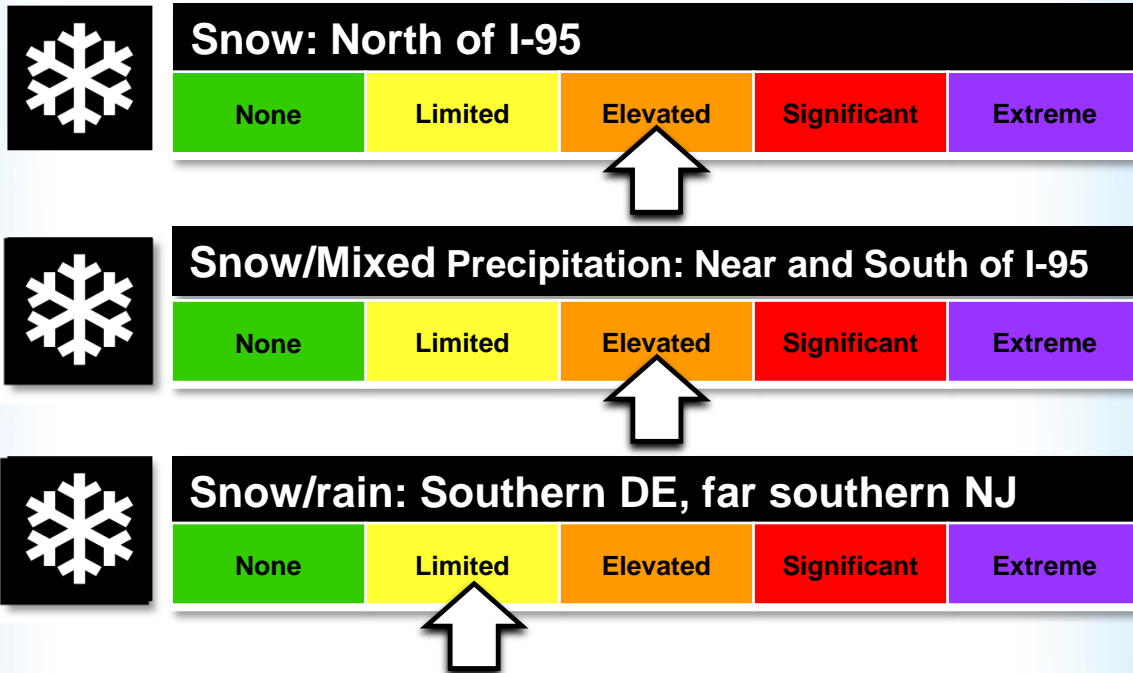 Snow: North of I-95
None Limited Elevated Significant Extreme
Snow/Mixed Precipitation: Near and South of I-95
None Limited Elevated Significant Extreme
Snow/rain: Southern DE, far southern NJ
None Limited Elevated Significant Extreme